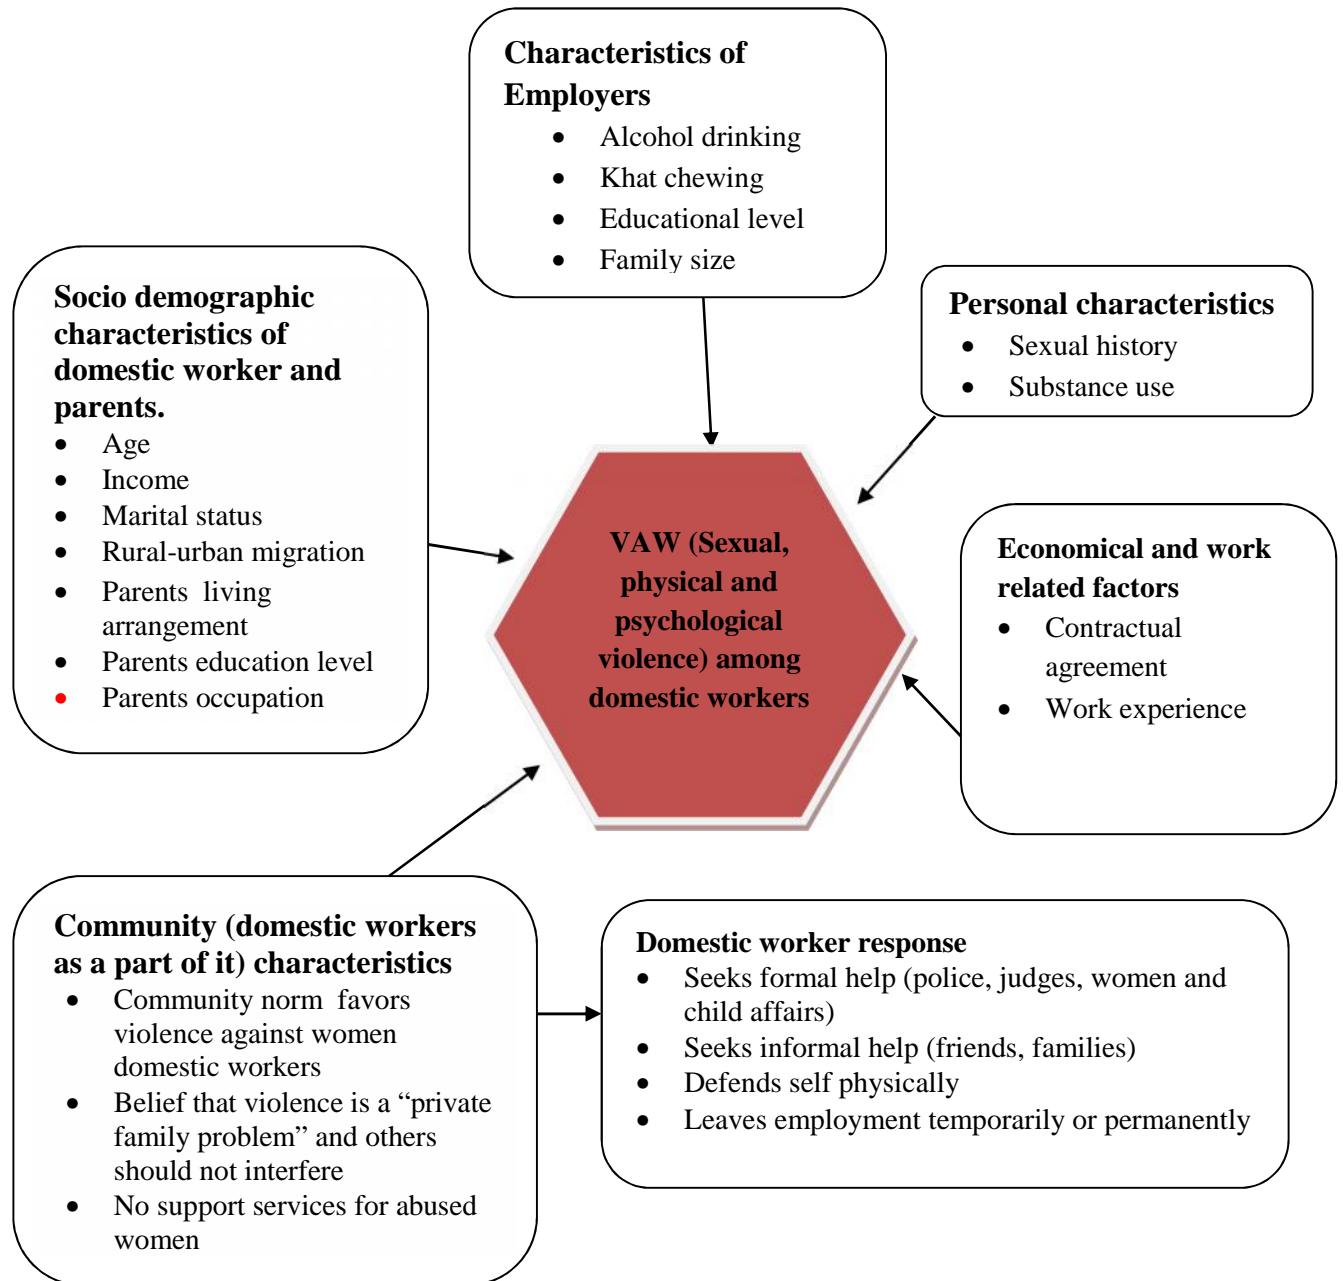 Characteristics of
Employers
• Alcohol drinking
• Khat chewing
• Educational level
• Family size
Socio demographic
characteristics of
domestic worker and
parents.
• Age
• Income
• Marital status
• Rural-urban migration
• Parents living
arrangement
• Parents education level
• Parents occupation
Personal characteristics
• Sexual history
• Substance use
VAW (Sexual,
physical and
psychological
violence) among
domestic workers
Economical and work
related factors
• Contractual
agreement
• Work experience
Community (domestic workers
as a part of it) characteristics
• Community norm favors
violence against women
domestic workers
• Belief that violence is a “private
family problem” and others
should not interfere
• No support services for abused
women
Domestic worker response
• Seeks formal help (police, judges, women and
child affairs)
• Seeks informal help (friends, families)
• Defends self physically
• Leaves employment temporarily or permanently